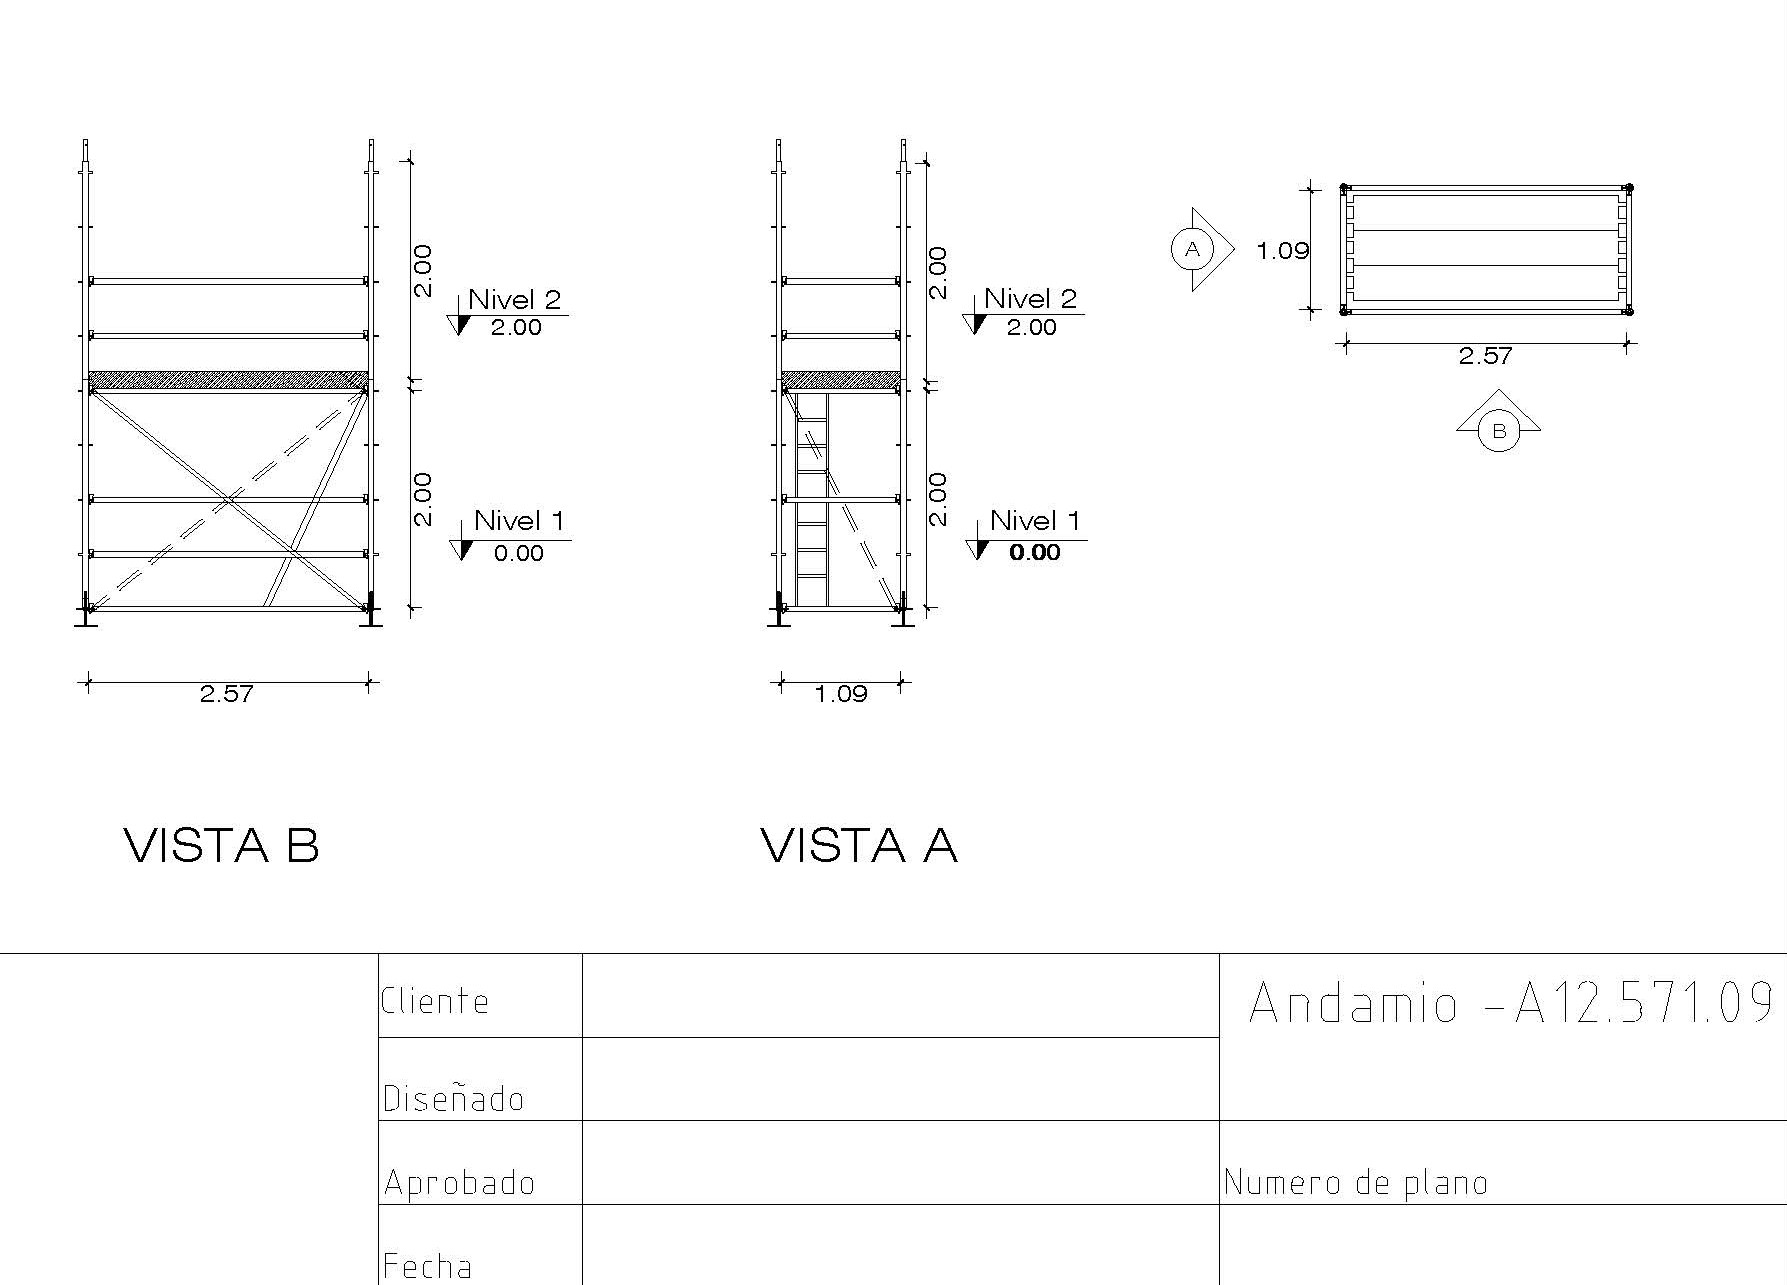 2.00
Nivel 2
2.00
2.00
Nivel 1
0.00
2.57
VISTA B
2.00
Nivel 2
2.00
2.00
Nivel 1
0.00
1.09
VISTA A
A
1.09
2.57
B
Cliente
Diseñado
Aprobado
Fecha
Andamio -A12.571.09
Numero de plano